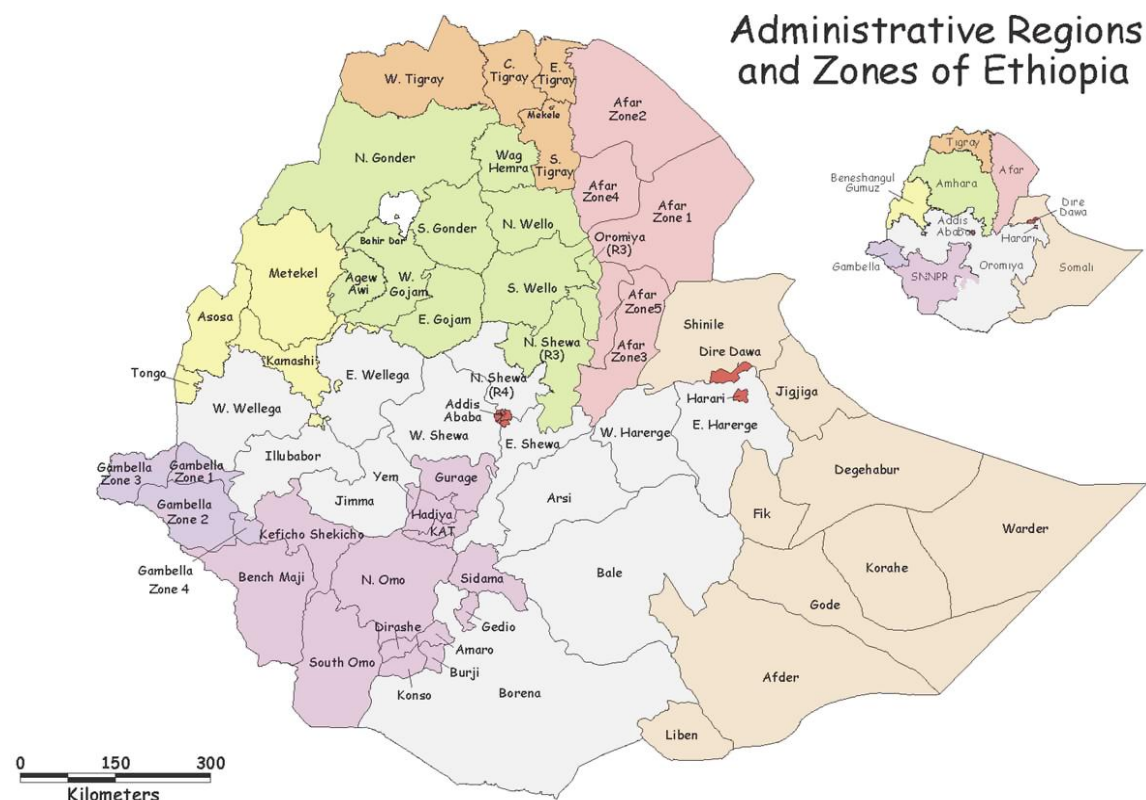 Administrative Regions
and Zones of Ethiopia
W. Tigray
C.
Tigray
E.
Tigray
Mekele
S.
Tigray
Afar
Zone2
N. Gonder
Wag
Hemra
Afar
Zone4
Afar
Zone 1
S. Gonder
N. Wello
Oromiya
(R3)
Bahir Dar
Metekel
Agew
Awi
W.
Gojam
S. Wello
Afar
Zone5
E. Gojam
Asosa
N. Shewa
(R3)
Afar
Zone3
Shinile
Dire Dawa
Kamashi
Tongo
E. Wellega
N. Shewa
(R4)
Jigjiga
Harari
W. Wellega
Addis
Ababa
W. Shewa
E. Shewa
W. Harerge
E. Harerge
Illubabor
Gambella
Zone 3
Gambella
Zone 1
Yem
Gurage
Degehabur
Jimma
Arsi
Gambella
Zone 2
Hadiya
KAT
Fik
Keficho Shekicho
Warder
Gambella
Zone 4
Bench Maji
N. Omo
Sidama
Bale
Korahe
Gode
Dirashe
Gedio
Amaro
South Omo
Burji
Konso
Borena
Afder
Liben
Tigray
Beneshangul
Gumuz
Amhara
Afar
Dire
Dawa
Addis
Ababa
Harari
Gambella
SNNPR
Oromiya
Somali
0 150 300
Kilometers